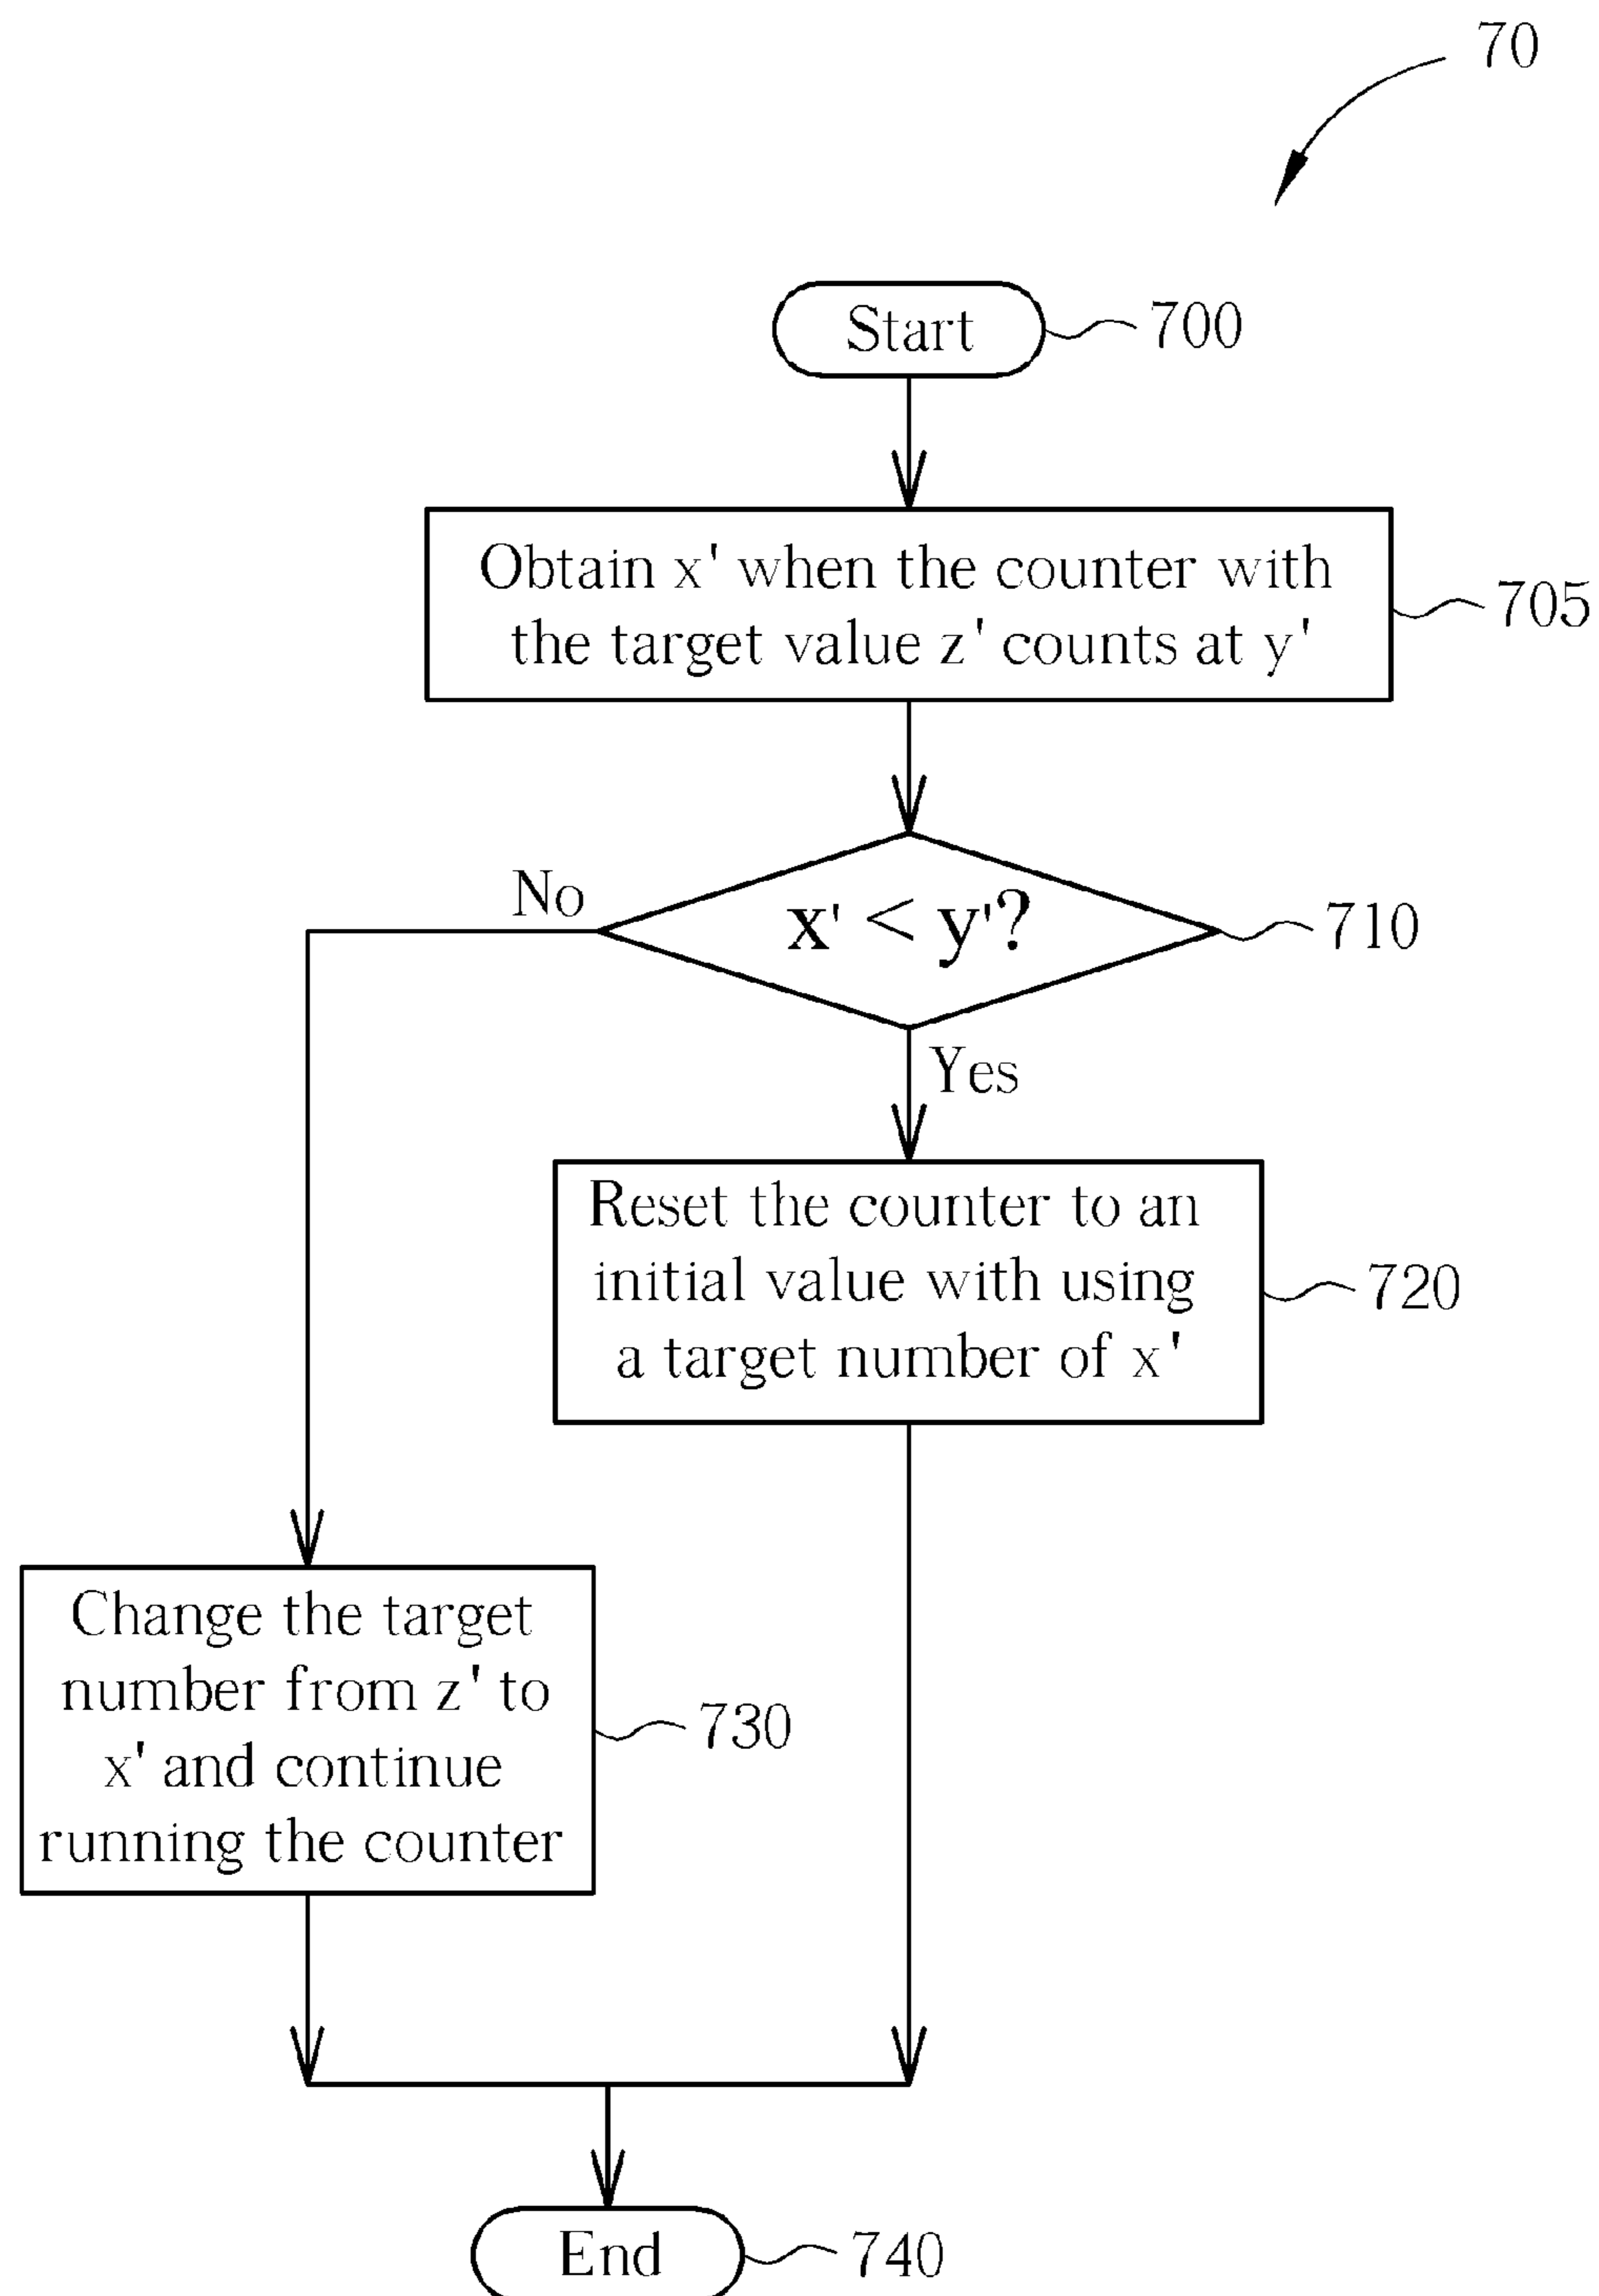 70
Start
700
Obtain x' when the counter with
the target value z' counts at y'
705
No
x' < y'?
710
Yes
Reset the counter to an
initial value with using
a target number of x'
720
Change the target
number from z' to
x' and continue
running the counter
730
End
740